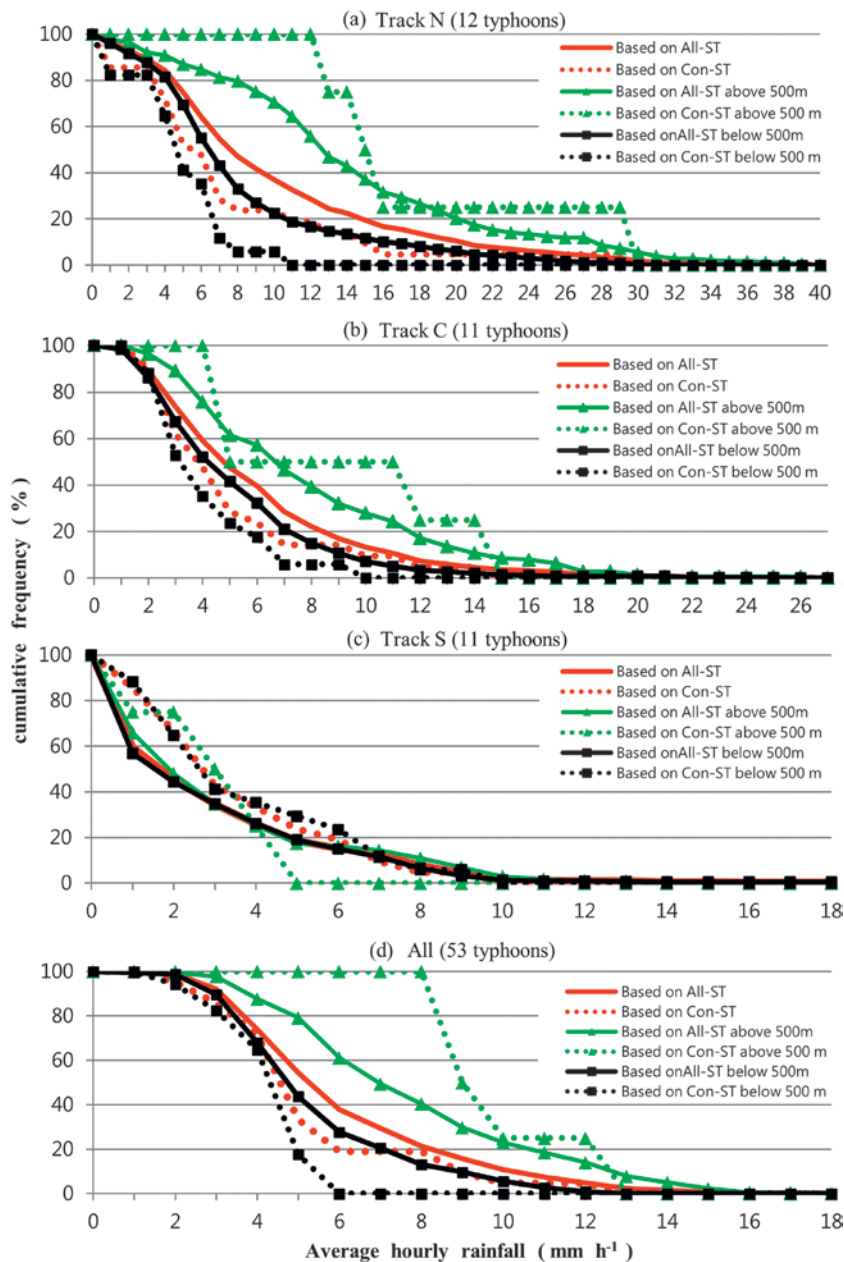 (a) Track N (12 typhoons)
100
80
60
40
20
0
Based on All-ST
Based on Con-ST
Based on All-ST above 500m
Based on Con-ST above 500 m
Based onAll-ST below 500m
Based on Con-ST below 500 m
0 2 4 6 8 10 12 14 16 18 20 22 24 26 28 30 32 34 36 38 40
(b) Track C (11 typhoons)
100
80
60
40
20
0
Based on All-ST
Based on Con-ST
Based on All-ST above 500m
Based on Con-ST above 500 m
Based onAll-ST below 500m
Based on Con-ST below 500 m
0 2 4 6 8 10 12 14 16 18 20 22 24 26
cumulative frequency ( % )
(c) Track S (11 typhoons)
100
80
60
40
20
0
Based on All-ST
Based on Con-ST
Based on All-ST above 500m
Based on Con-ST above 500 m
Based onAll-ST below 500m
Based on Con-ST below 500 m
0 2 4 6 8 10 12 14 16 18
(d) All (53 typhoons)
100
80
60
40
20
0
Based on All-ST
Based on Con-ST
Based on All-ST above 500m
Based on Con-ST above 500 m
Based onAll-ST below 500m
Based on Con-ST below 500 m
0 2 4 6 8 10 12 14 16 18
Average hourly rainfall ( mm h⁻¹ )